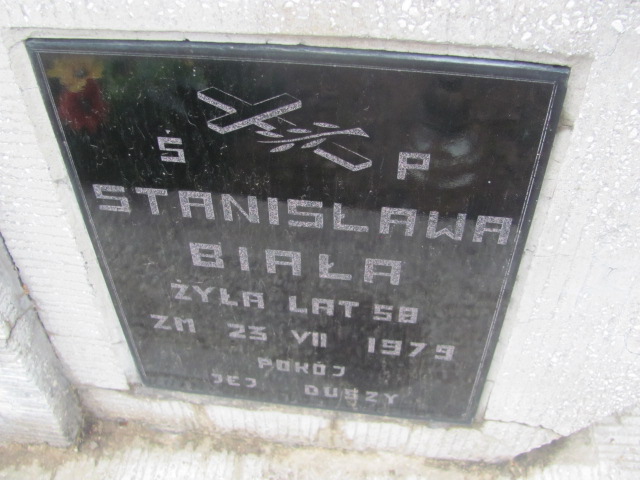 Ś P
STANISŁAWA
BIAŁA
ŻYŁA LAT 58
ZM 23 VII 1979
POKÓJ
JEJ DUSZY